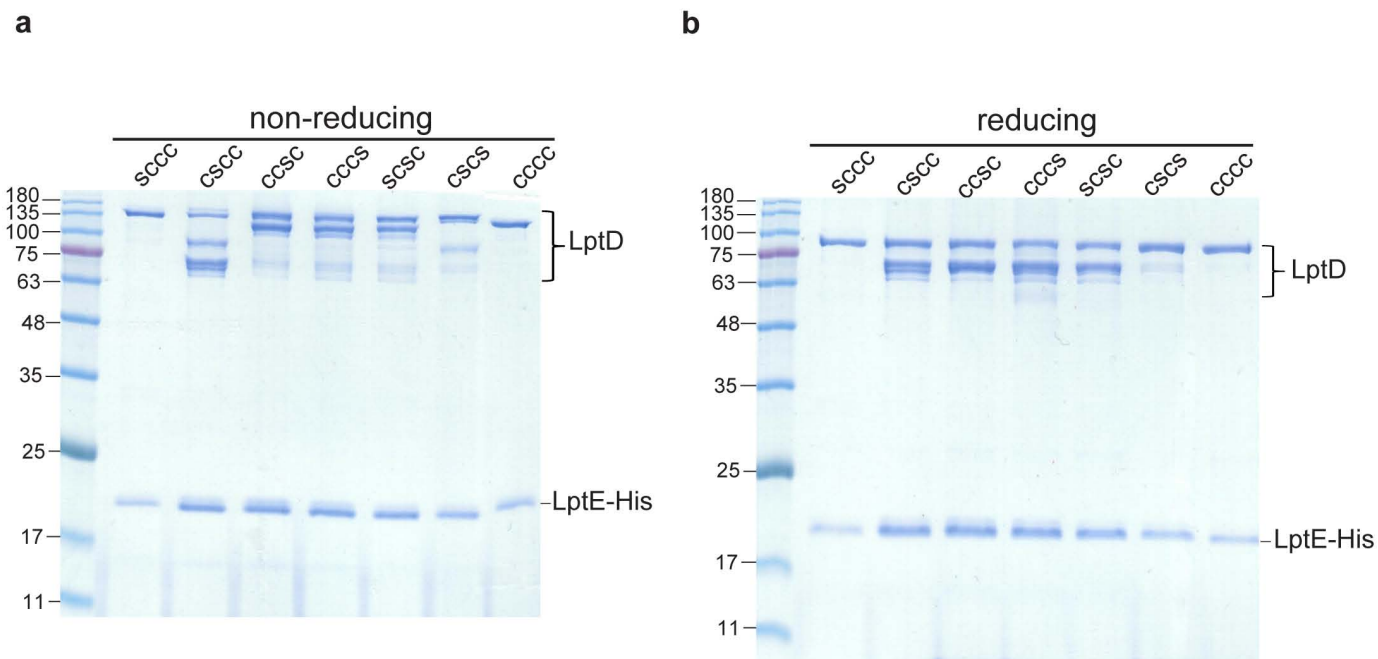 a
non-reducing
SCCC CSCC CCSC CCCS SCSC CSCS CCCC
180
135
100
75
63
48
35
25
17
11
LptD
LptE-His
b
reducing
SCCC CSCC CCSC CCCS SCSC CSCS CCCC
180
135
100
75
63
48
35
25
17
11
LptD
LptE-His